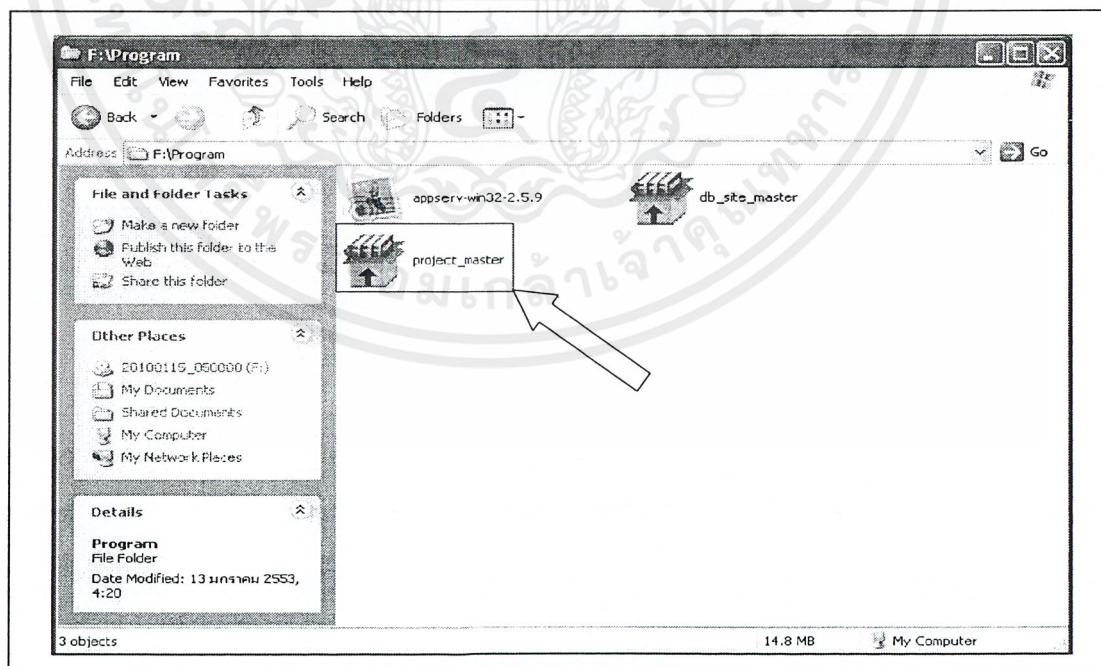 F:\Program
File Edit View Favorites Tools Help
Back Search Folders
Address F:\Program Go
File and Folder Tasks
Make a new folder
Publish this folder to the
Web
Share this folder
Other Places
20100115_050000 (F:)
My Documents
Shared Documents
My Computer
My Network Places
Details
Program
File Folder
Date Modified: 13 มกราคม 2553,
4:20
appserv-win32-2.5.9
db_site_master
project_master
3 objects
14.8 MB
My Computer